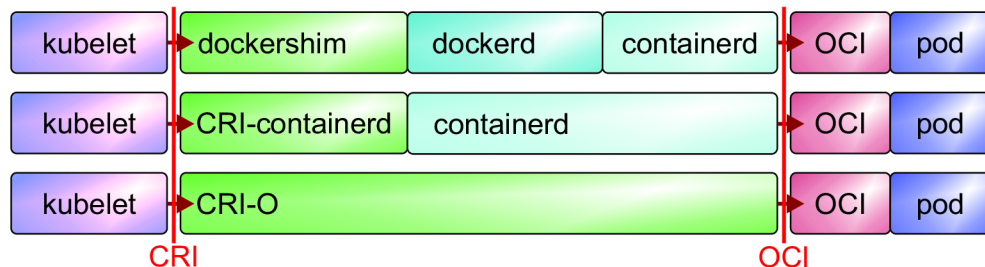 kubelet dockershim dockerd containerd OCI pod
kubelet CRI-containerd containerd OCI pod
kubelet CRI-O OCI pod
CRI OCI